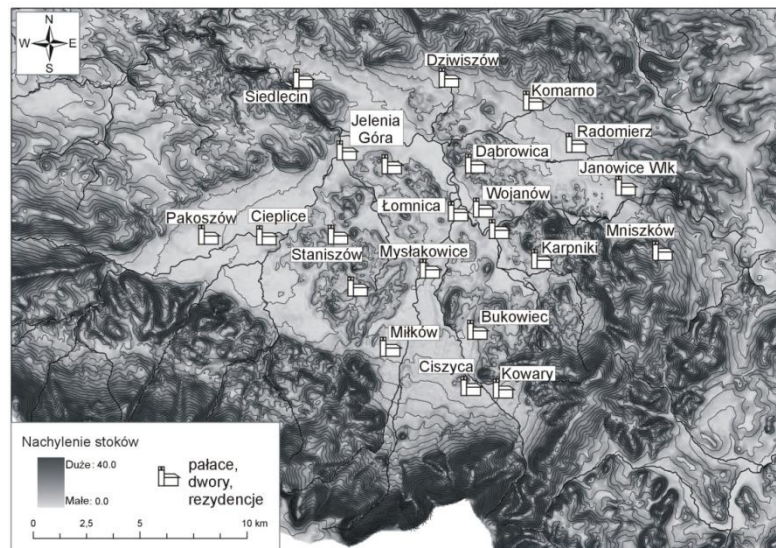 N
W E
S
Dziwiszów
Siedlecin
Komarno
Jelenia
Góra
Radomierz
Dąbrowica
Janowice Wlk
Łomnica
Wojanów
Pakoszów
Cieplice
Mniszków
Staniszów
Mysłakowice
Karpniki
Bukowiec
Miłków
Ciszyca
Kowary
Nachylenie stoków
Duże: 40.0
Małe: 0.0
pałace,
dwory,
rezydencje
0 2,5 5 10 km